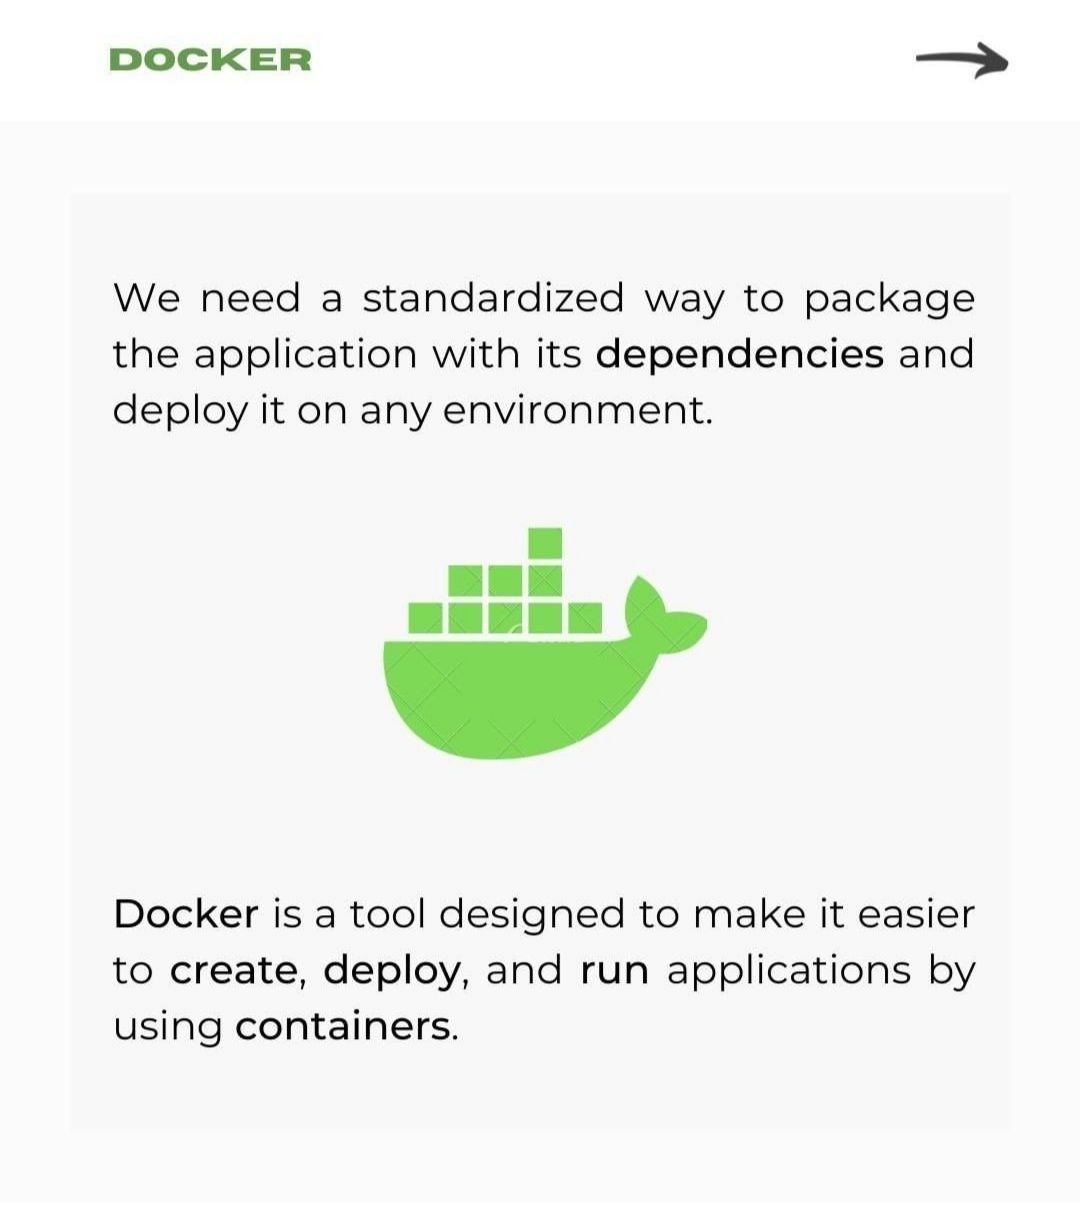 DOCKER
We need a standardized way to package
the application with its dependencies and
deploy it on any environment.
Docker is a tool designed to make it easier
to create, deploy, and run applications by
using containers.